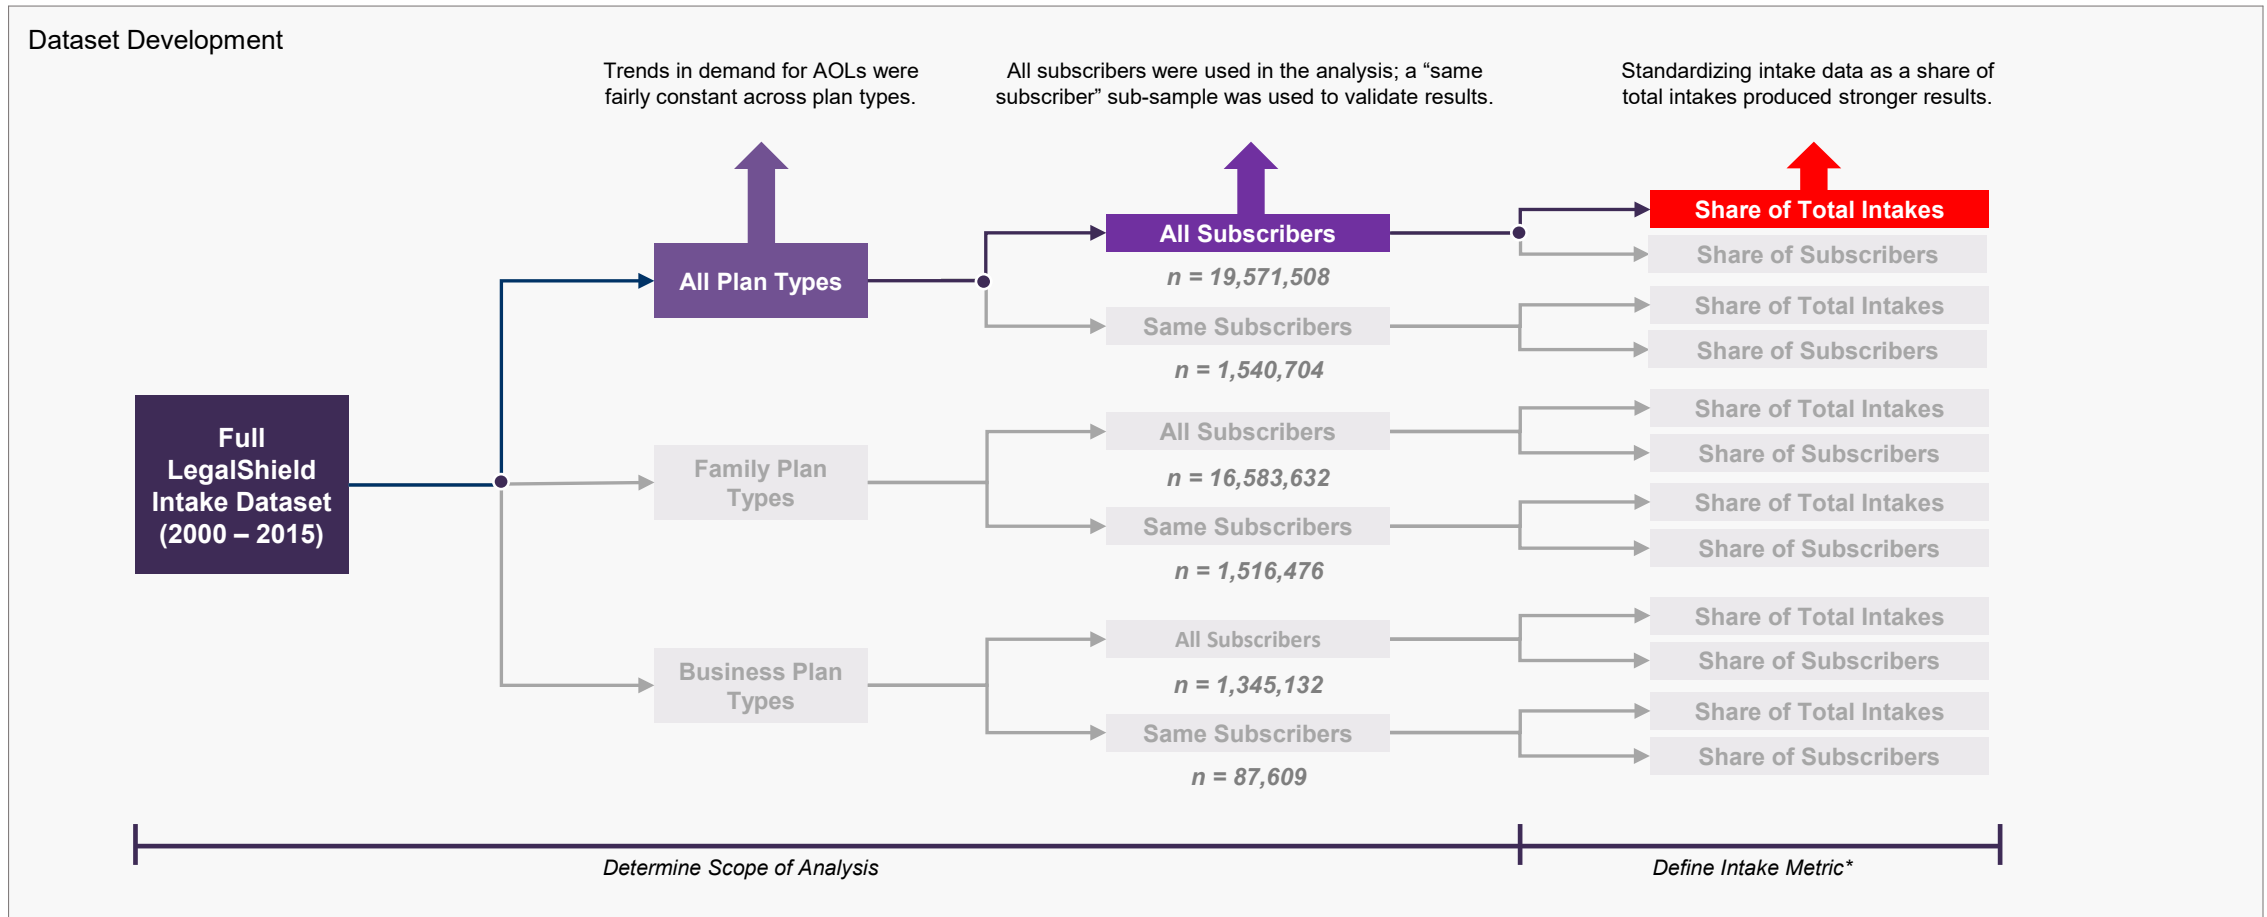 Dataset Development
Trends in demand for AOLs were
fairly constant across plan types.
All subscribers were used in the analysis; a “same
subscriber” sub-sample was used to validate results.
Standardizing intake data as a share of
total intakes produced stronger results.
Full
LegalShield
Intake Dataset
(2000 – 2015)
All Plan Types
All Subscribers
n = 19,571,508
Share of Total Intakes
Share of Subscribers
Same Subscribers
n = 1,540,704
Share of Total Intakes
Share of Subscribers
Family Plan
Types
All Subscribers
n = 16,583,632
Share of Total Intakes
Share of Subscribers
Same Subscribers
n = 1,516,476
Share of Total Intakes
Share of Subscribers
Business Plan
Types
All Subscribers
n = 1,345,132
Share of Total Intakes
Share of Subscribers
Same Subscribers
n = 87,609
Share of Total Intakes
Share of Subscribers
Determine Scope of Analysis
Define Intake Metric*